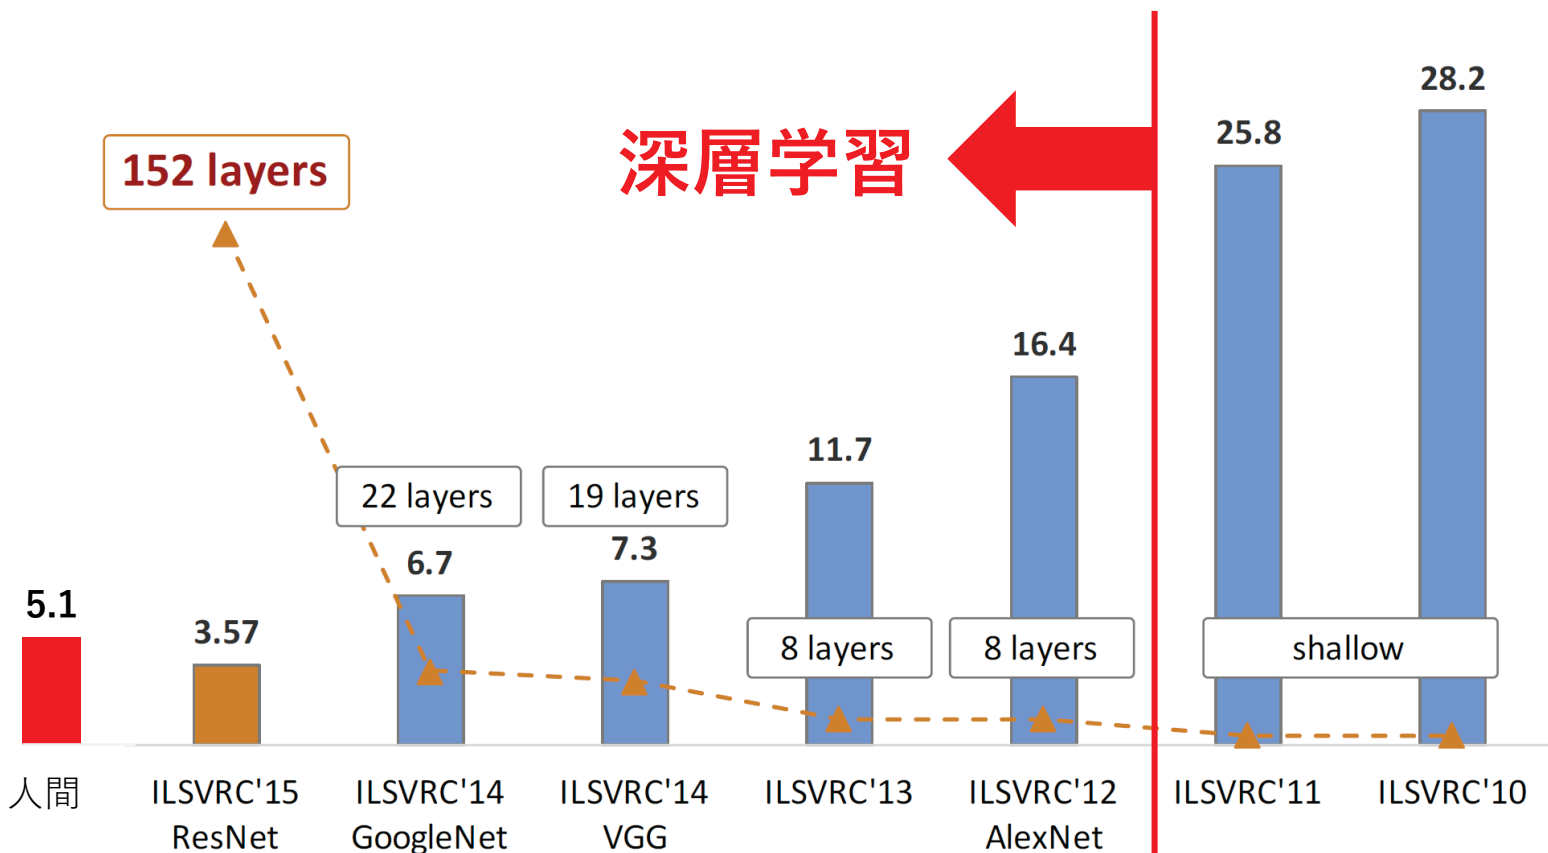 28.2
25.8
深層学習
152 layers
16.4
11.7
22 layers
19 layers
7.3
6.7
5.1
3.57
8 layers
8 layers
shallow
人間
ILSVRC'15
ResNet
ILSVRC'14
GoogleNet
ILSVRC'14
VGG
ILSVRC'13
ILSVRC'12
AlexNet
ILSVRC'11
ILSVRC'10